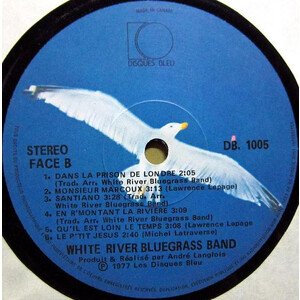 MADE IN CANADA
DISQUES BLEU
STEREO
FACE B
DB. 1005
1. DANS LA PRISON DE LONDRE 2:05
(Trad. Arr. White River Bluegrass Band)
2. MONSIEUR MARCOUX 3:13 (Lawrence Lepage)
3. SANTIANO 3:28 (Trad. Arr.
White River Bluegrass Band)
4. EN R'MONTANT LA RIVIÈRE 3:09
(Trad. Arr. White River Bluegrass Band)
5. QU'IL EST LOIN LE TEMPS 3:08 (Lawrence Lepage)
6. LE P'TIT JESUS 2:40 (Michel Latraverse)
WHITE RIVER BLUEGRASS BAND
Produit & Réalisé par André Langlois
© 1977 Les Disques Bleu